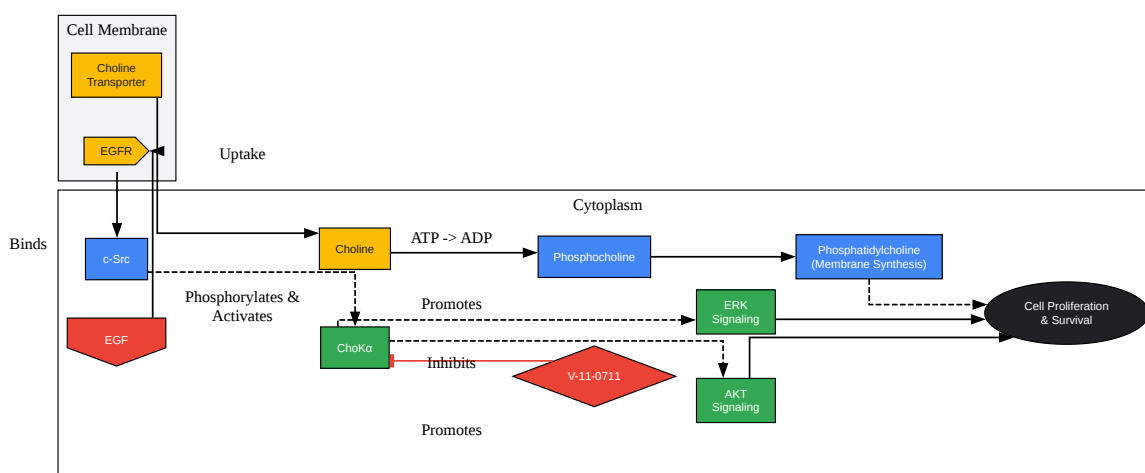 Cell Membrane
Choline
Transporter
EGFR
Uptake
Cytoplasm
Binds
c-Src
Choline
ATP -> ADP
Phosphocholine
Phosphatidylcholine
(Membrane Synthesis)
Phosphorylates &
Activates
Promotes
ERK
Signaling
Cell Proliferation
& Survival
EGF
ChoKα
Inhibits
V-11-0711
AKT
Signaling
Promotes